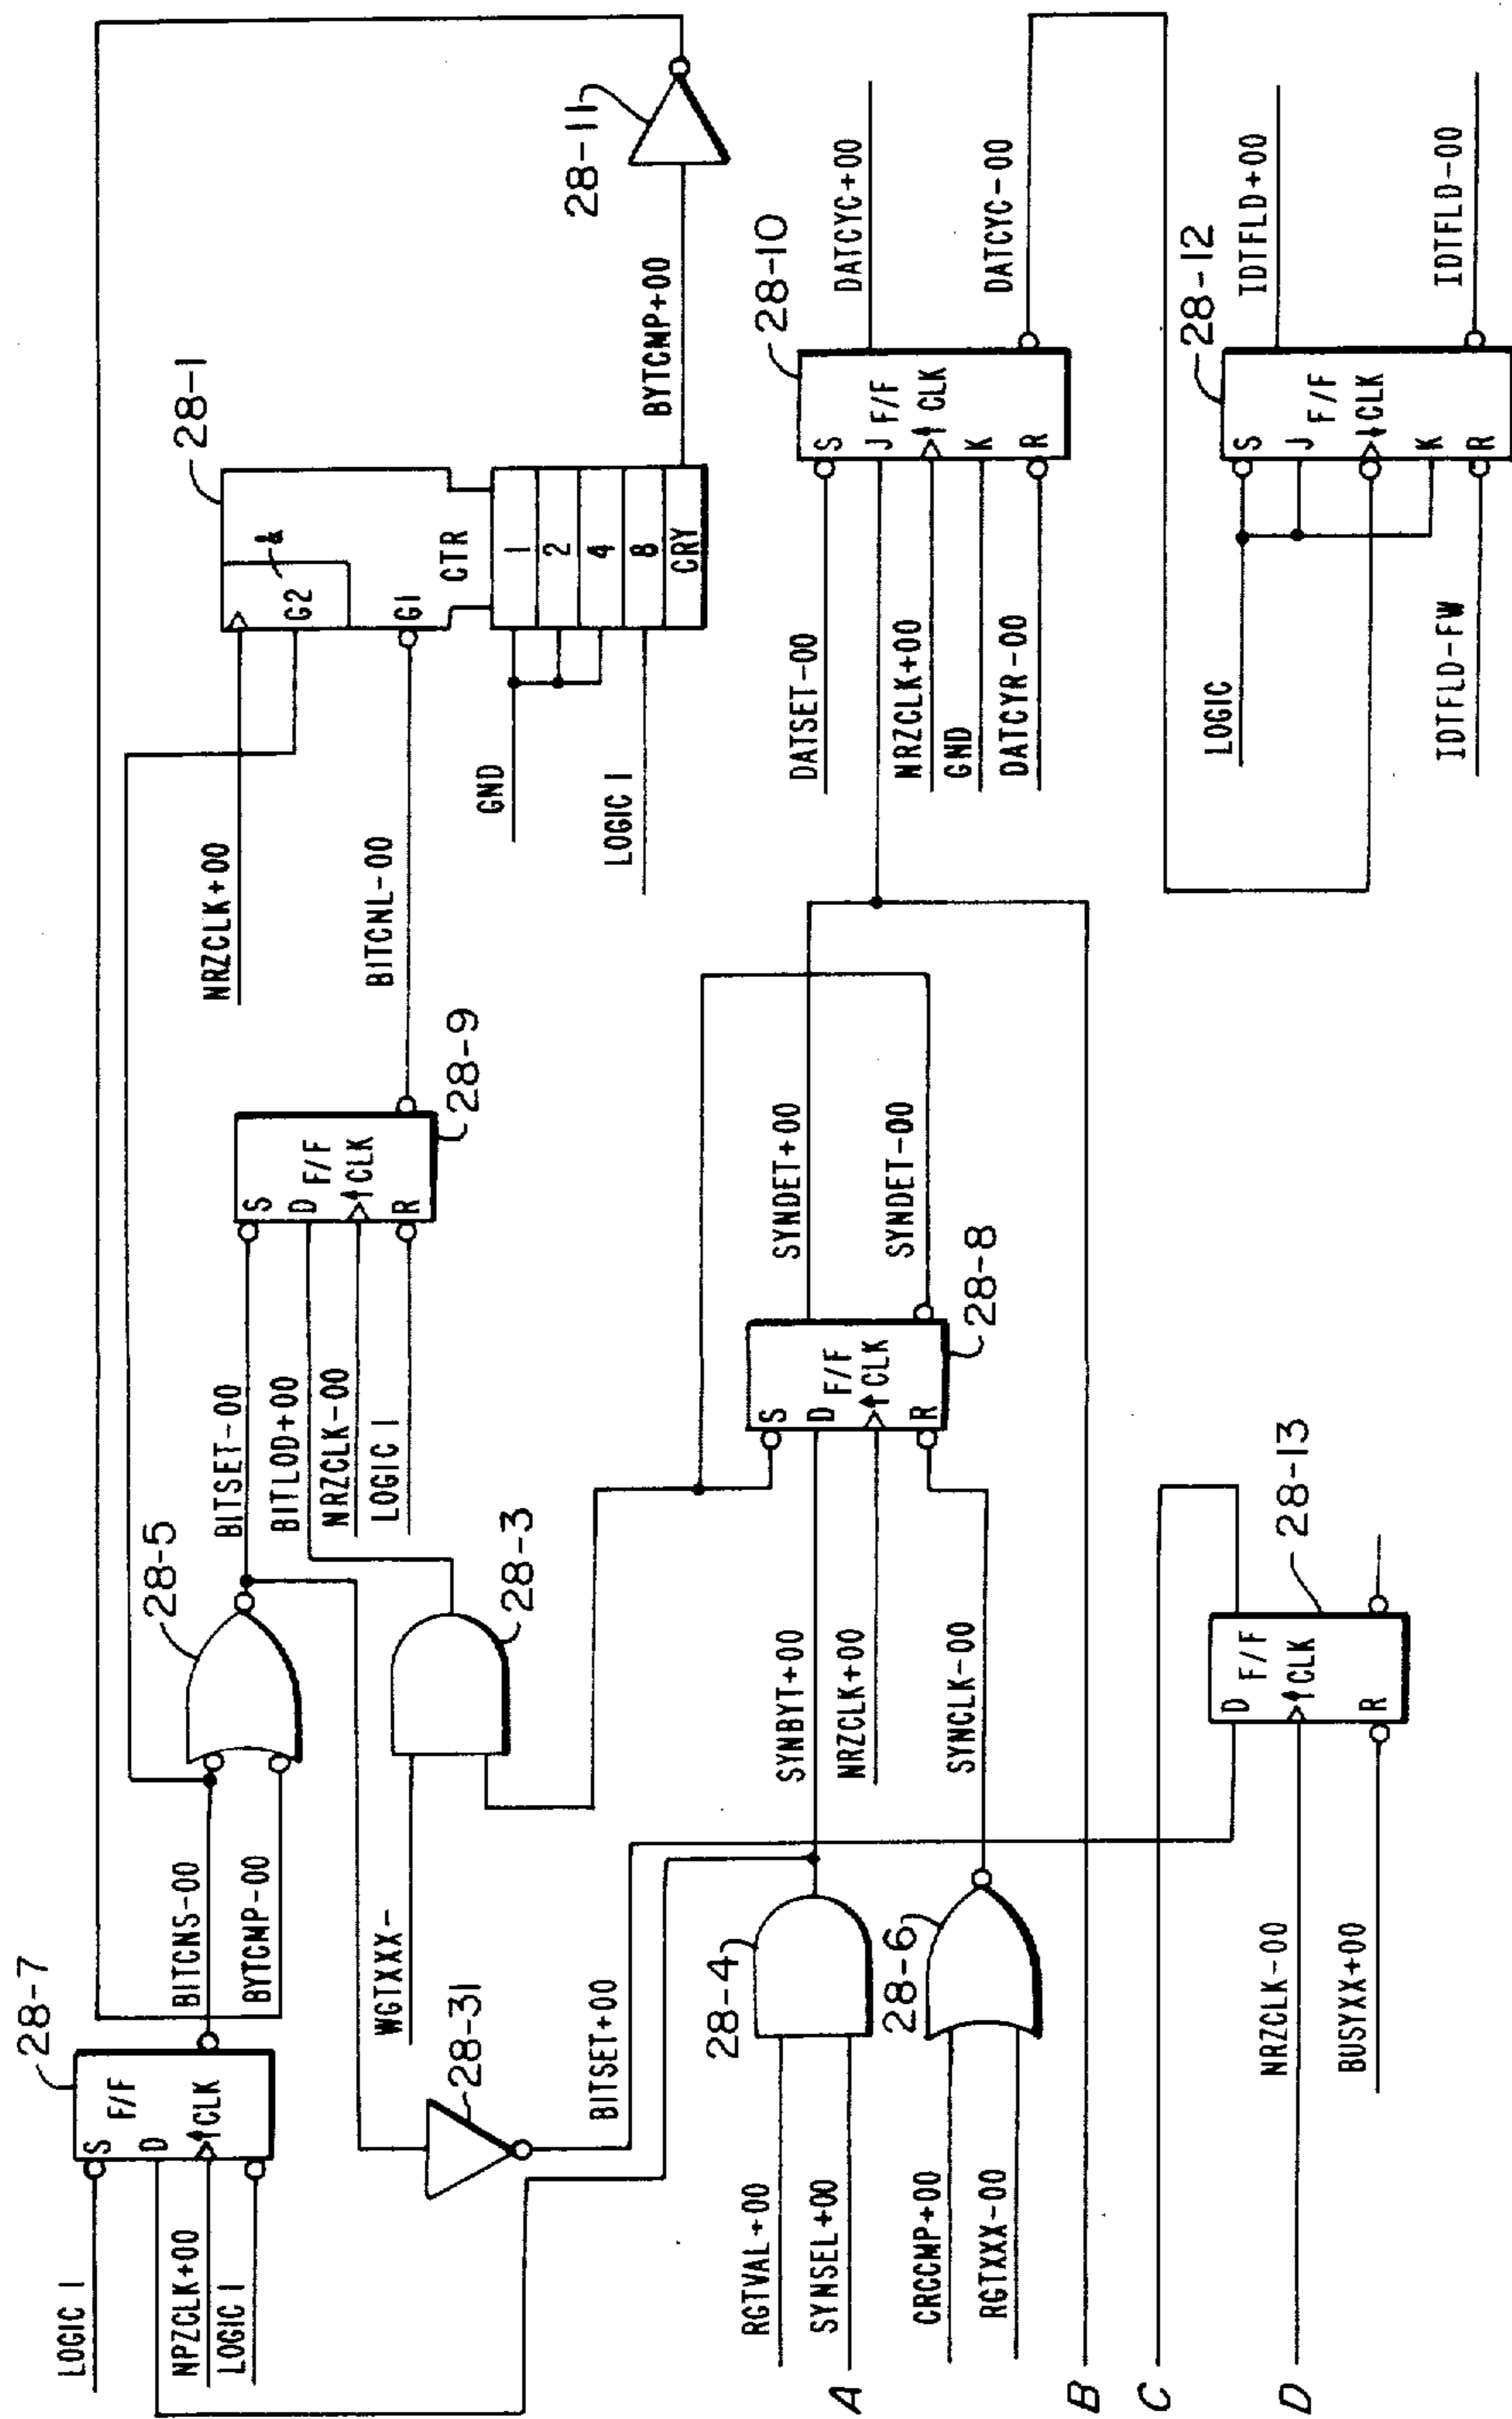 28-7
LOGIC 1
S
F/F
D
NPZCLK+00
CLK
LOGIC 1
BITCNS-00
BYTCMP-00
28-5
BITSET-00
BITLOD+00
NRZCLK-00
LOGIC 1
S
D F/F
CLK
R
28-9
BITCNL-00
NRZCLK+00
28-1
G2
&
G1
CTR
1
2
4
8
CRY
GND
LOGIC 1
BYTCMP+00
28-11
WGTXXX-
28-3
28-31
BITSET+00
RGTVAL+00
SYNSEL+00
A
28-4
CRCCMP+00
RGTXXX-00
28-6
SYNBYT+00
NRZCLK+00
SYNCLK-00
S
D F/F
CLK
R
28-8
SYNDET+00
SYNDET-00
DATSET-00
NRZCLK+00
GND
DATCYR-00
S
J F/F
CLK
K
R
28-10
DATCYC+00
DATCYC-00
B
C
D
NRZCLK-00
BUSYXX+00
D F/F
CLK
R
28-13
LOGIC
IDTFLD-FW
S
J F/F
CLK
K
R
28-12
IDTFLD+00
IDTFLD-00